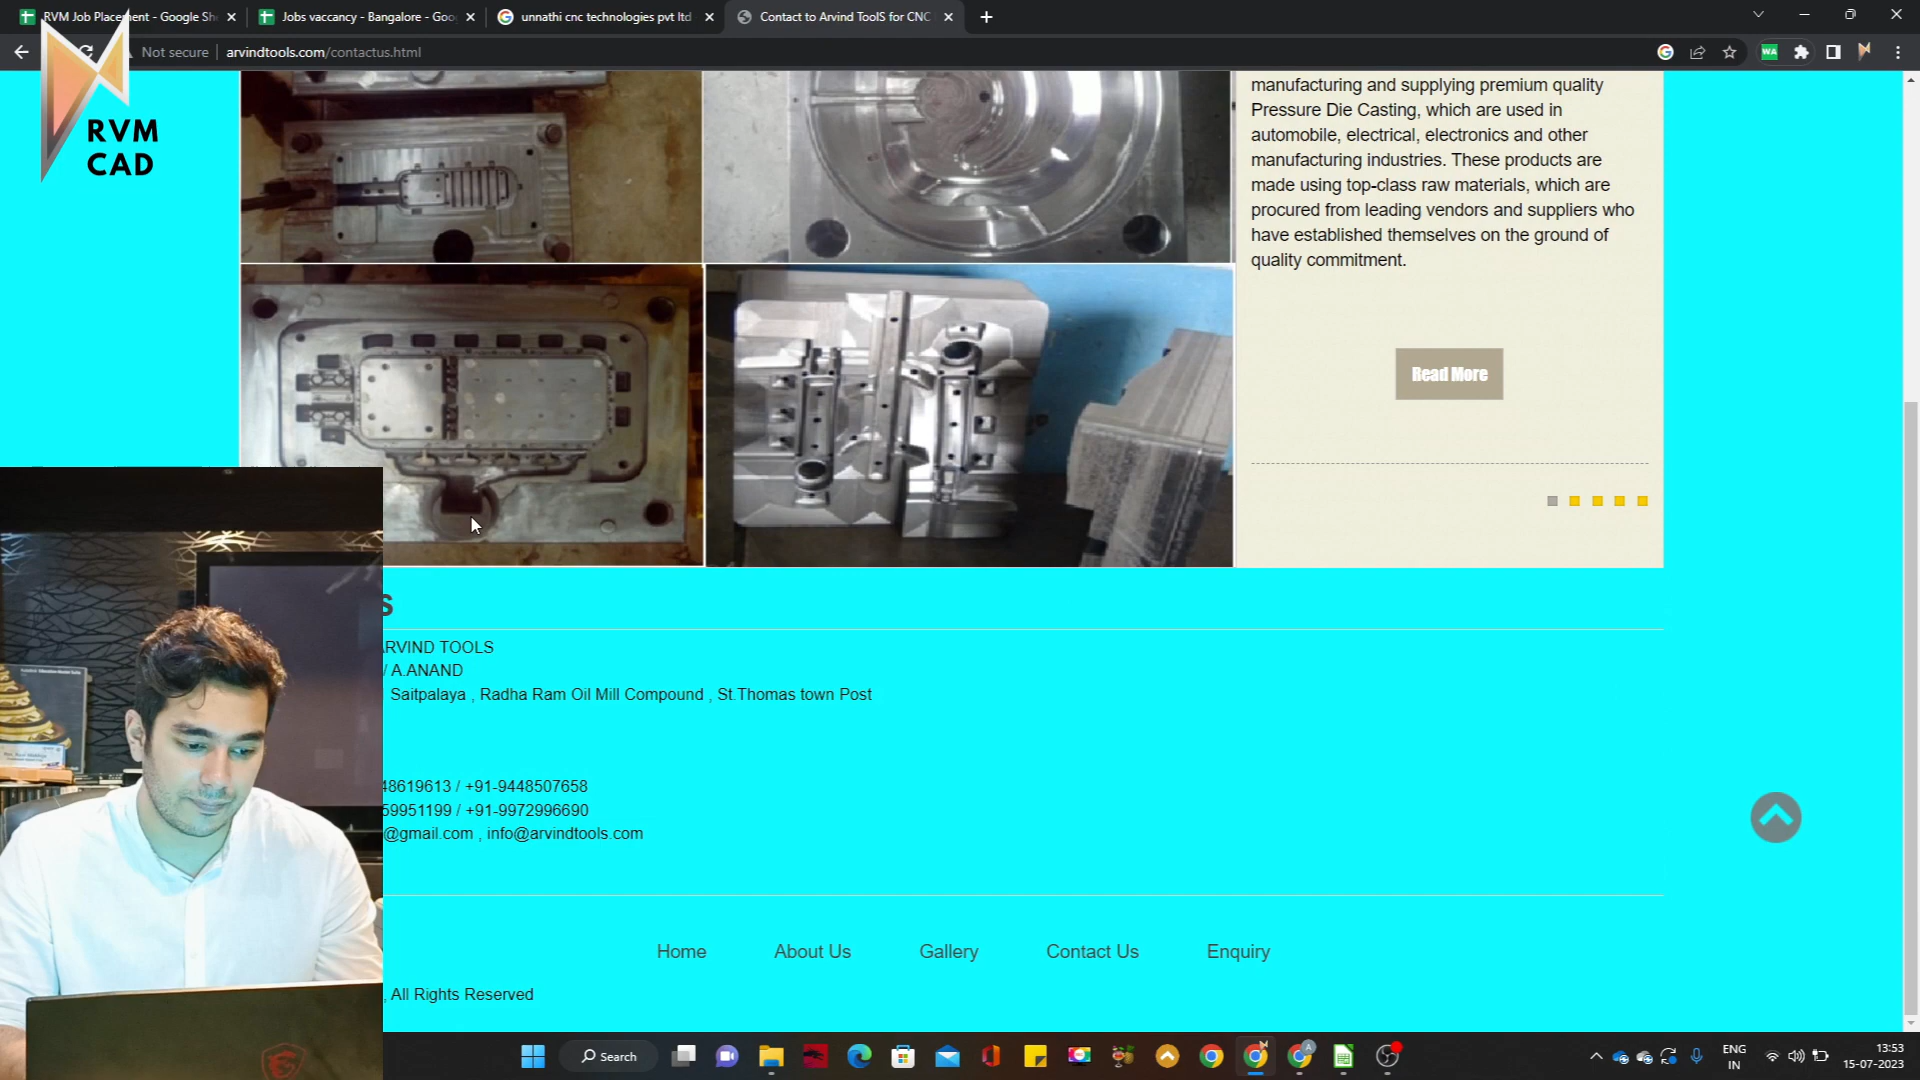 RVM Job Placement - Google She
Jobs vaccancy - Bangalore - Goo
unnathi cnc technologies pvt ltd
Contact to Arvind ToolS for CNC
Not secure
arvindtools.com/contactus.html
WA
RVM
CAD
manufacturing and supplying premium quality
Pressure Die Casting, which are used in
automobile, electrical, electronics and other
manufacturing industries. These products are
made using top-class raw materials, which are
procured from leading vendors and suppliers who
have established themselves on the ground of
quality commitment.
Read More
S
ARVIND TOOLS
/ A.ANAND
Saitpalaya , Radha Ram Oil Mill Compound , St.Thomas town Post
48619613 / +91-9448507658
59951199 / +91-9972996690
@gmail.com , info@arvindtools.com
Home
About Us
Gallery
Contact Us
Enquiry
, All Rights Reserved
Search
ENG
IN
13:53
15-07-2023